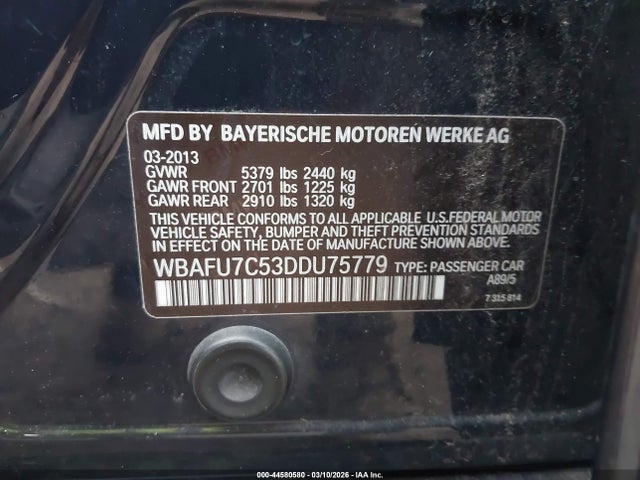 MFD BY BAYERISCHE MOTOREN WERKE AG
03-2013
GVWR 5379 lbs 2440 kg
GAWR FRONT 2701 lbs 1225 kg
GAWR REAR 2910 lbs 1320 kg
THIS VEHICLE CONFORMS TO ALL APPLICABLE U.S.FEDERAL MOTOR
VEHICLE SAFETY, BUMPER AND THEFT PREVENTION STANDARDS
IN EFFECT ON THE DATE OF MANUFACTURE SHOWN ABOVE.
WBAFU7C53DDU75779 TYPE: PASSENGER CAR
A89/5
7 315 814
000-44580580 - 03/10/2026 - IAA Inc.